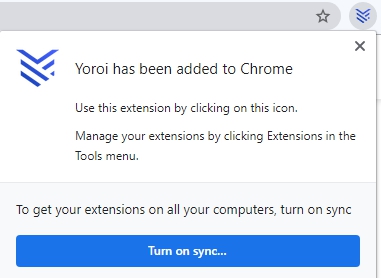 Yoroi has been added to Chrome
Use this extension by clicking on this icon.
Manage your extensions by clicking Extensions in the
Tools menu.
To get your extensions on all your computers, turn on sync
Turn on sync...